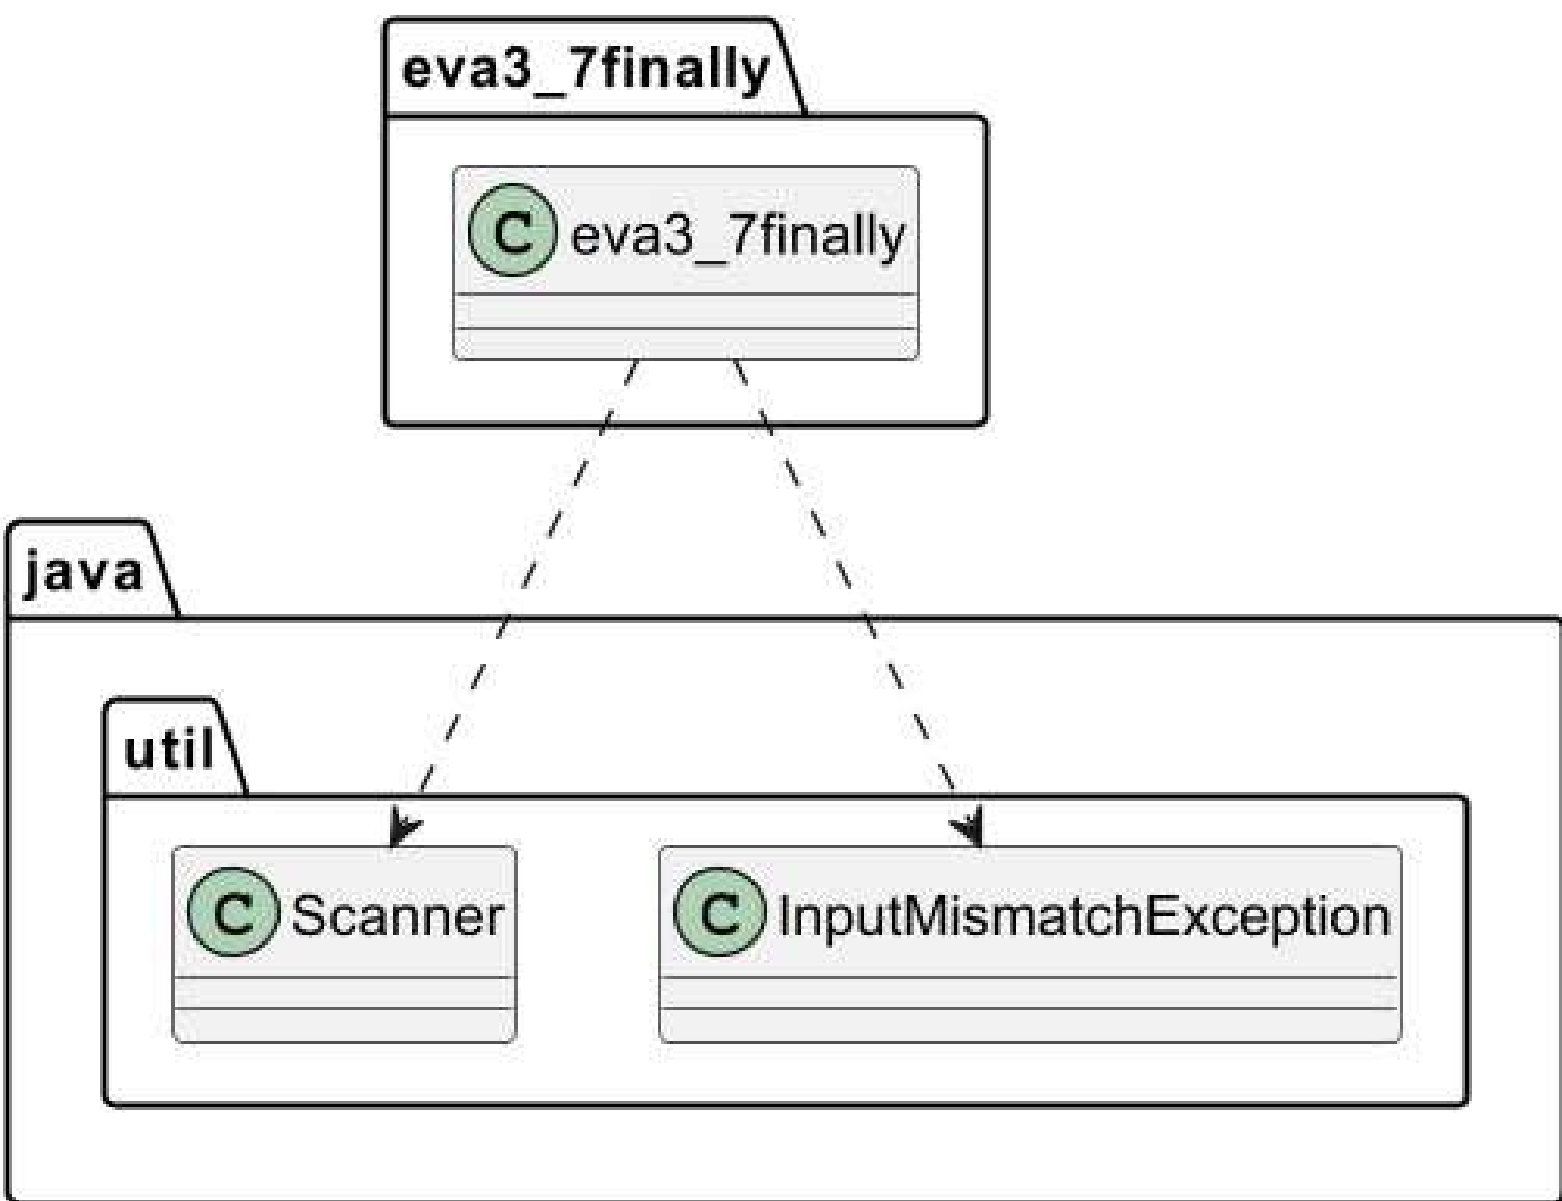 eva3_7finally
C eva3_7finally
java
util
C Scanner
C InputMismatchException